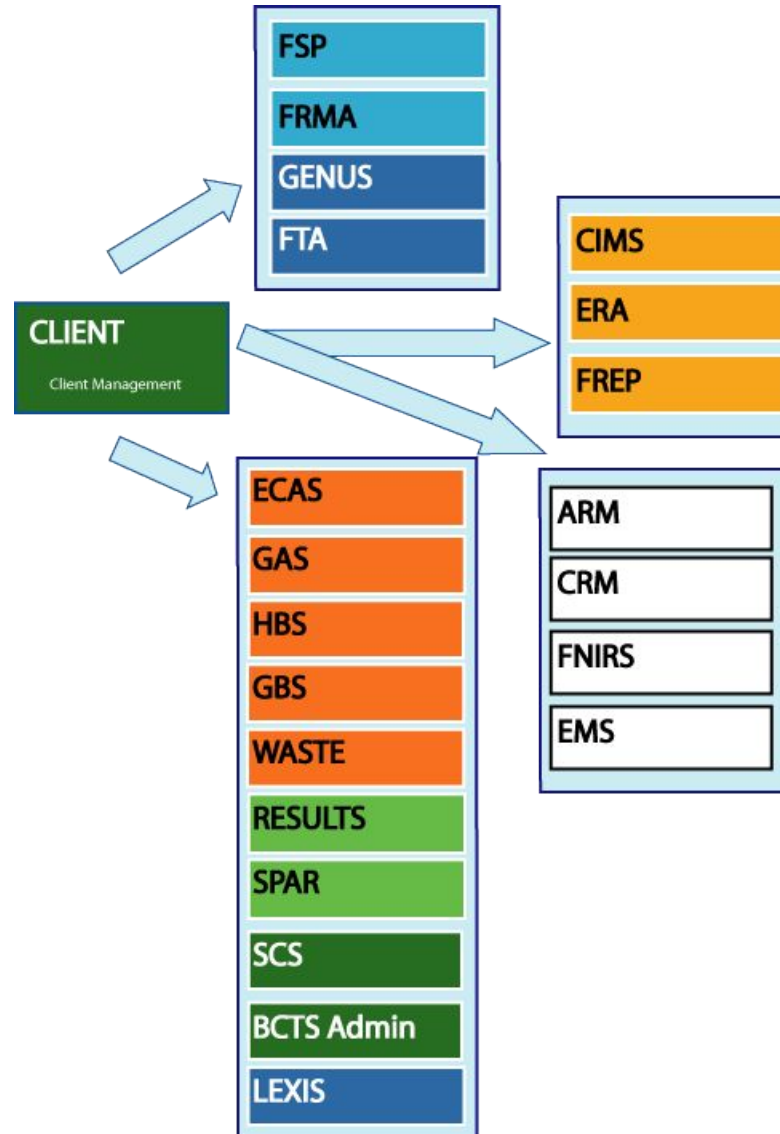 FSP
FRMA
GENUS
FTA
CLIENT
Client Management
CIMS
ERA
FREP
ECAS
GAS
HBS
GBS
WASTE
RESULTS
SPAR
SCS
BCTS Admin
LEXIS
ARM
CRM
FNIRS
EMS